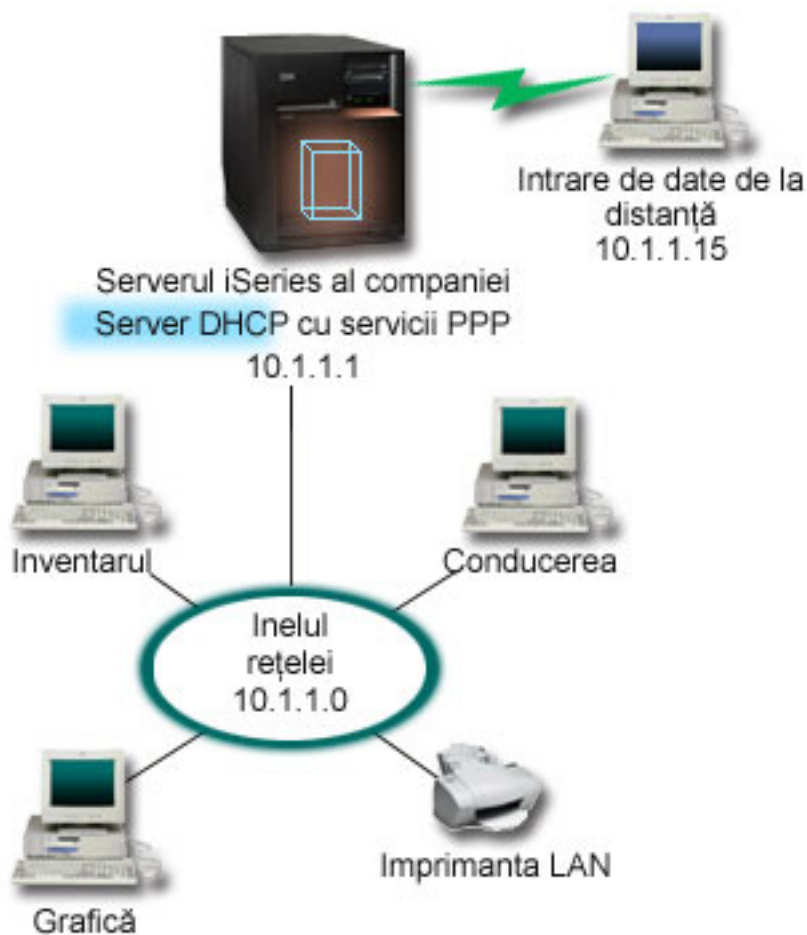 Intrare de date de la
distanță
10.1.1.15
Serverul iSeries al companiei
Server DHCP cu servicii PPP
10.1.1.1
Inventarul
Conducerea
Inelul
rețelei
10.1.1.0
Imprimanta LAN
Grafică